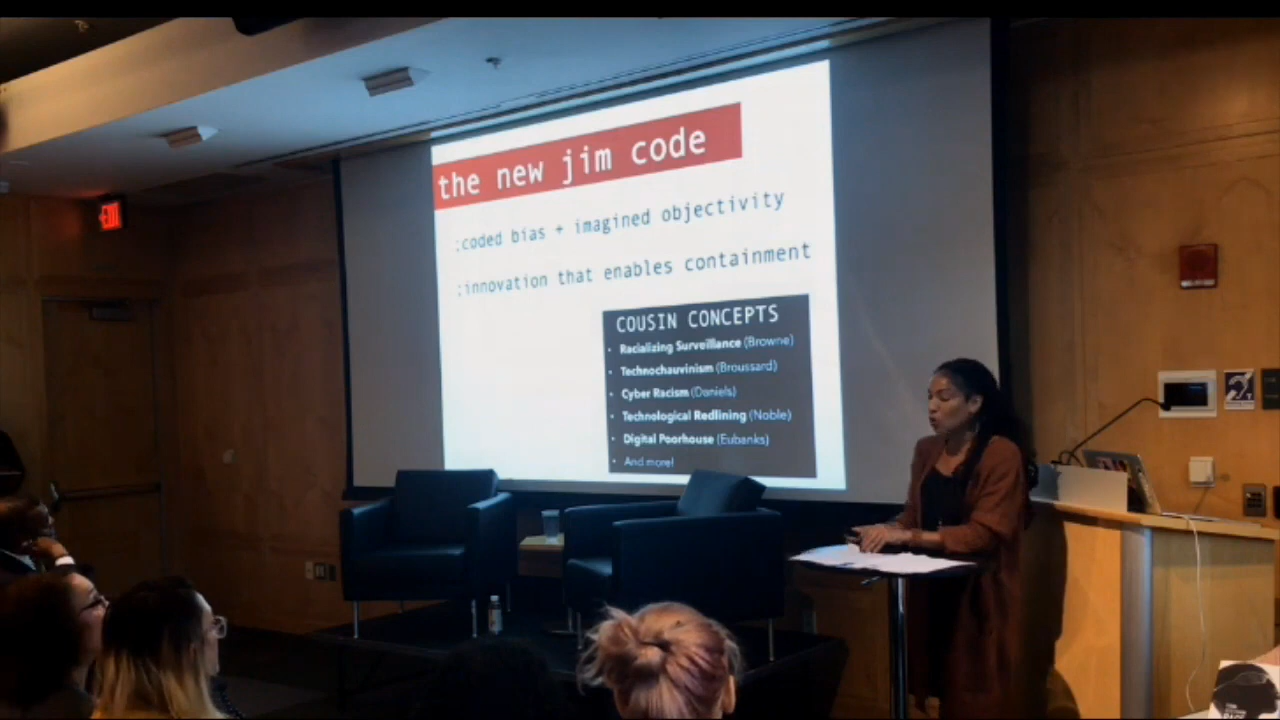 EXIT
the new jim code
;coded bias + imagined objectivity
;innovation that enables containment
COUSIN CONCEPTS
• Racializing Surveillance (Browne)
• Technochauvinism (Broussard)
• Cyber Racism (Daniels)
• Technological Redlining (Noble)
• Digital Poorhouse (Eubanks)
• And more!